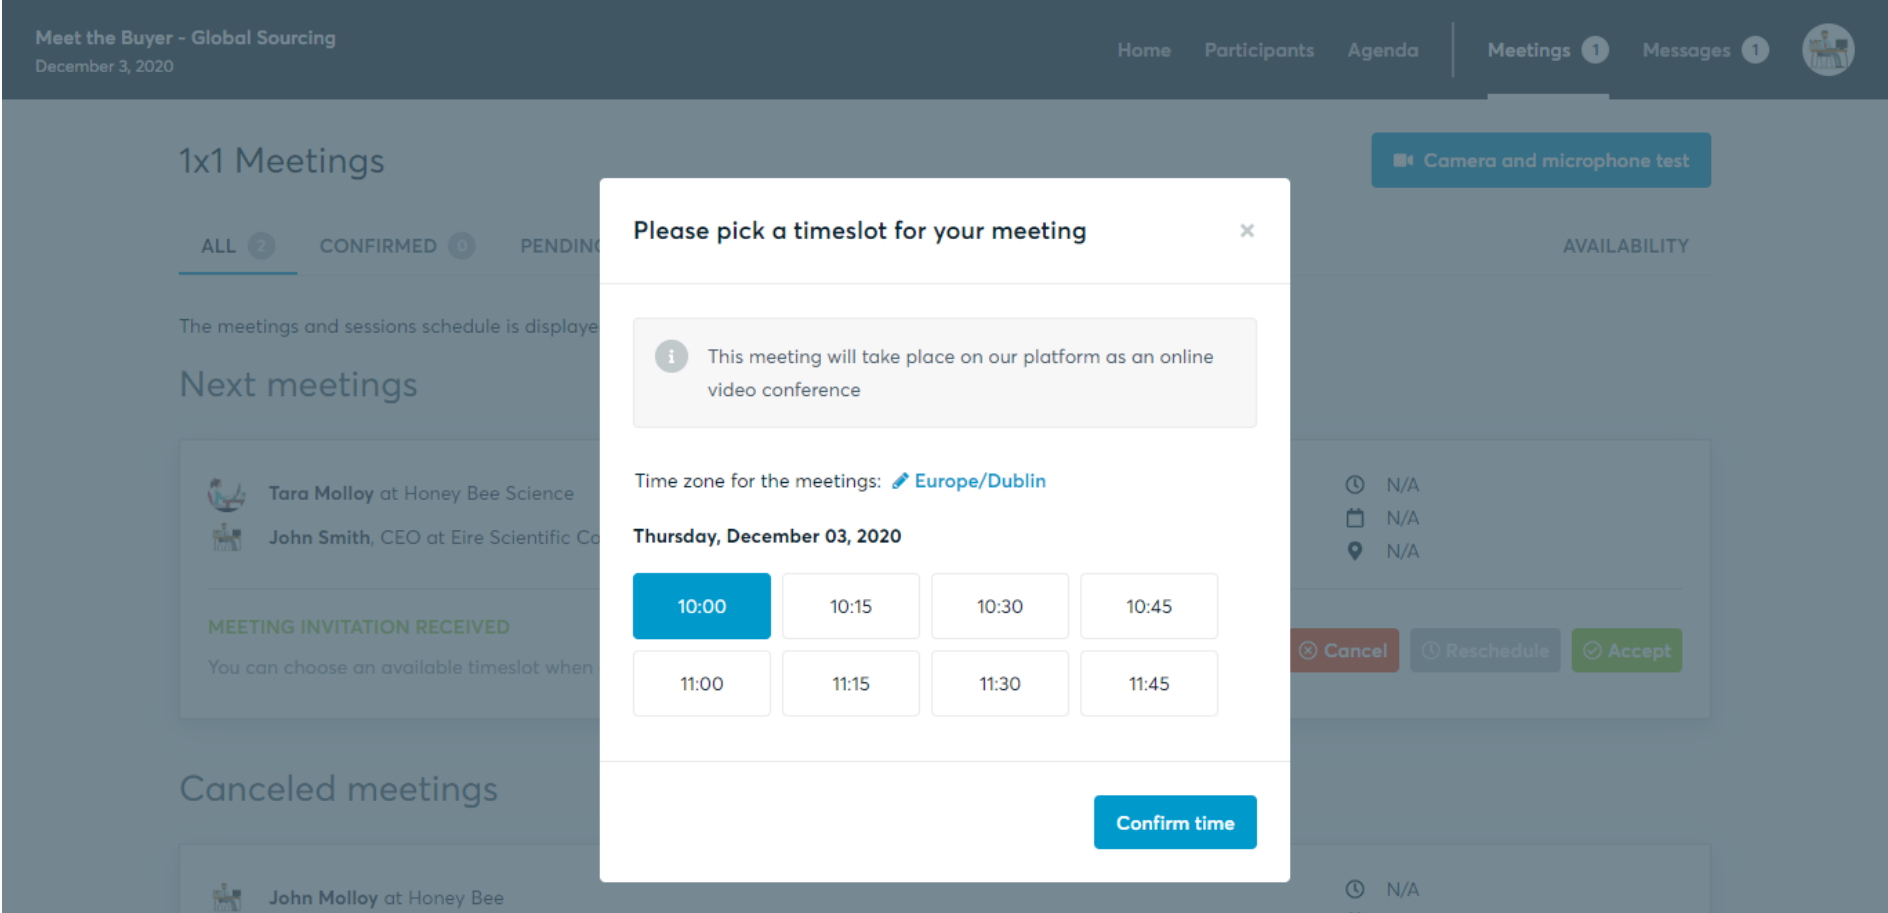 Meet the Buyer - Global Sourcing
December 3, 2020
Home Participants Agenda Meetings 1 Messages 1
1x1 Meetings
Camera and microphone test
ALL 2 CONFIRMED 0 AVAILABILITY
The meetings and sessions schedule is
Next meetings
Tara Molloy at Honey Bee Science
John Smith, CEO at Eire Scientific
N/A
N/A
N/A
MEETING INVITATION RECEIVED
You can choose an available timeslot when
Cancel Reschedule Accept
Canceled meetings
John Molloy at Honey Bee
N/A
Please pick a timeslot for your meeting
×
This meeting will take place on our platform as an online
video conference
Time zone for the meetings: Europe/Dublin
Thursday, December 03, 2020
10:00 10:15 10:30 10:45
11:00 11:15 11:30 11:45
Confirm time